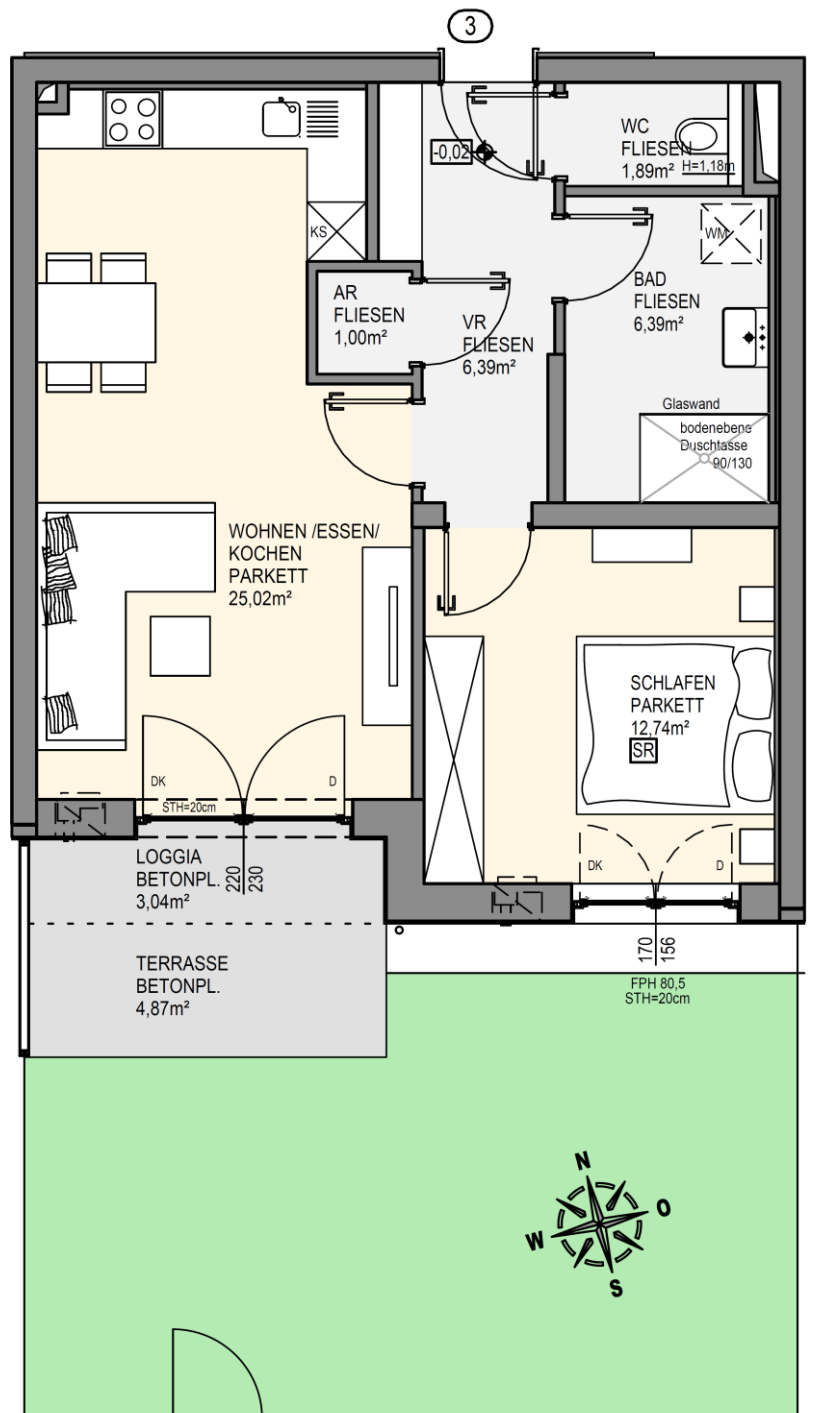 3
WC
FLIESEN
1,89m²
H=1,18m
-0,02
KS
WM
AR
FLIESEN
1,00m²
VR
FLIESEN
6,39m²
BAD
FLIESEN
6,39m²
Glaswand
bodenebene
Duschtasse
90/130
WOHNEN /ESSEN/
KOCHEN
PARKETT
25,02m²
SCHLAFEN
PARKETT
12,74m²
SR
DK
D
STH=20cm
DK
D
LOGGIA
BETONPL.
3,04m²
220
230
TERRASSE
BETONPL.
4,87m²
170
156
FPH 80,5
STH=20cm
N
O
W
S